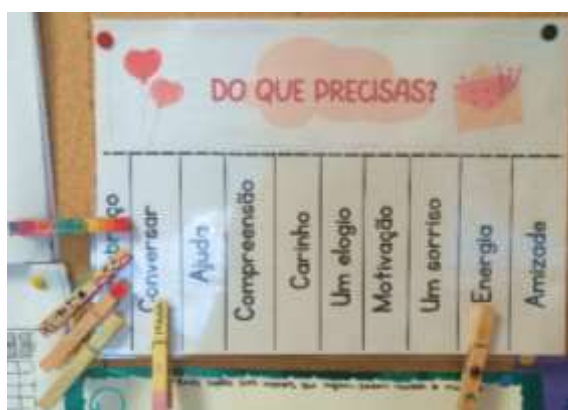 DO QUE PRECISAS?
Conversar
Ajuda
Compreensão
Carinho
Um elogio
Motivação
Um sorriso
Energia
Amizade